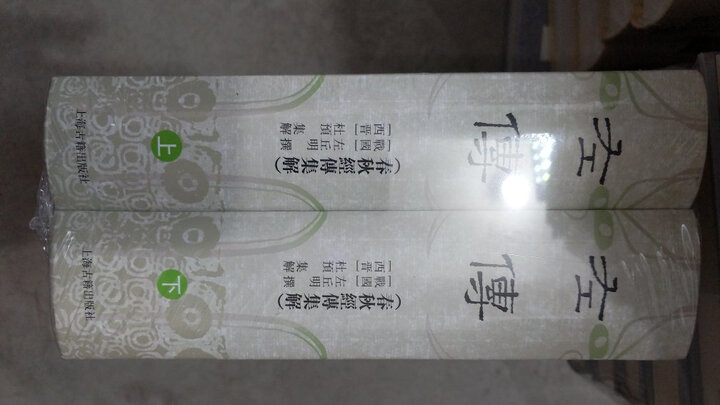 左傳
（春秋經傳集解）
［戰國］左丘明 撰
［西晉］杜預 集解
上
上海古籍出版社
左傳
（春秋經傳集解）
［戰國］左丘明 撰
［西晉］杜預 集解
下
上海古籍出版社